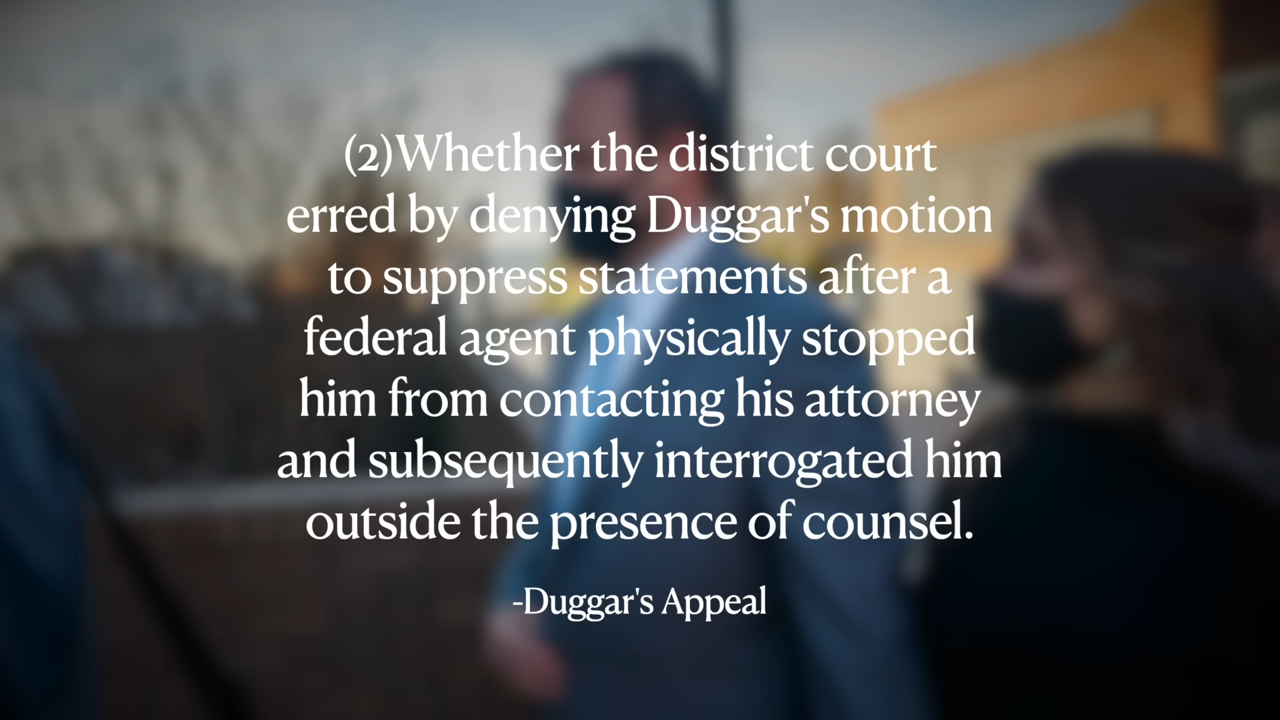 (2)Whether the district court
erred by denying Duggar's motion
to suppress statements after a
federal agent physically stopped
him from contacting his attorney
and subsequently interrogated him
outside the presence of counsel.
-Duggar's Appeal